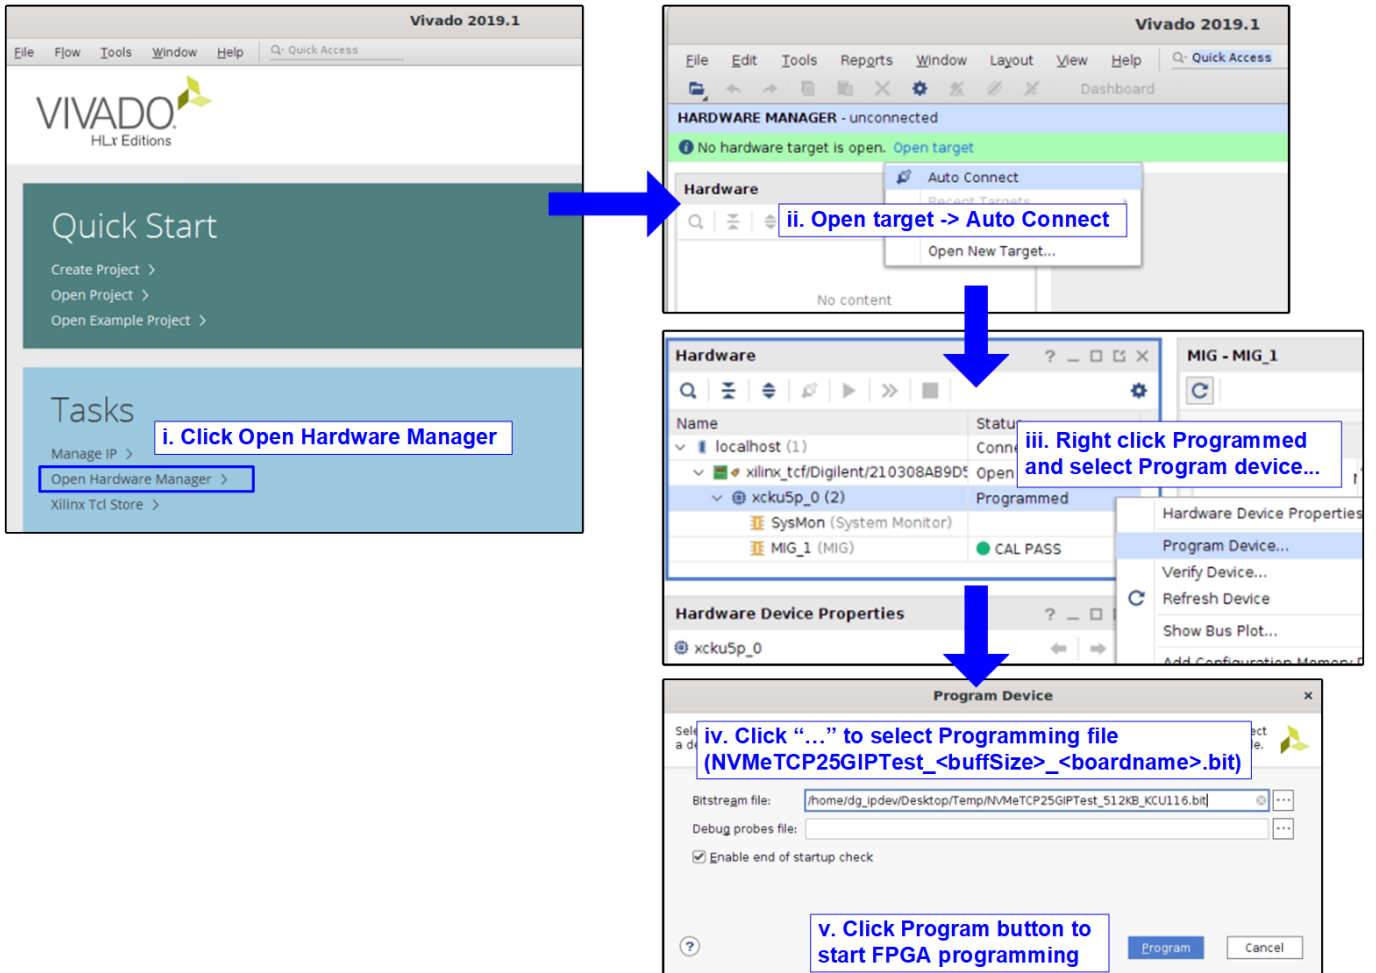 Vivado 2019.1
File Flow Tools Window Help Quick Access
VIVADO
HLx Editions
Quick Start
Create Project
Open Project
Open Example Project
Tasks
i. Click Open Hardware Manager
Manage IP
Open Hardware Manager
Xilinx Tcl Store
Vivado 2019.1
File Edit Tools Reports Window Layout View Help Quick Access
Dashboard
HARDWARE MANAGER - unconnected
No hardware target is open. Open target
Hardware
Auto Connect
Recent Targets
ii. Open target -> Auto Connect
Open New Target...
No content
Hardware
MIG - MIG_1
Name Status
iii. Right click Programmed
and select Program device...
localhost (1)
xilinx_tcf/Digilent/210308AB9D5 Open
xcku5p_0 (2) Programmed
SysMon (System Monitor)
MIG_1 (MIG) CAL PASS
Hardware Device Properties
Program Device...
Verify Device...
Refresh Device
Show Bus Plot...
Hardware Device Properties
xcku5p_0
Program Device
iv. Click “...” to select Programming file
(NVMeTCP25GIPTest_<buffSize>_<boardname>.bit)
Bitstream file: /home/dg_ipdev/Desktop/Temp/NVMeTCP25GIPTest_512KB_KCU116.bit
Debug probes file:
Enable end of startup check
v. Click Program button to
start FPGA programming
Program Cancel